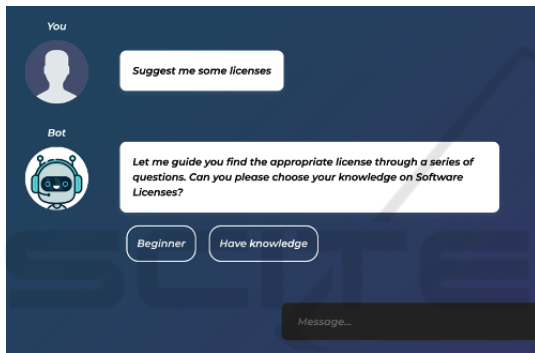 You
Suggest me some licenses
Bot
Let me guide you find the appropriate license through a series of
questions. Can you please choose your knowledge on Software
Licenses?
Beginner
Have knowledge
Message...